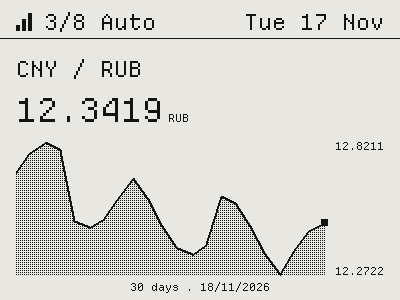 3/8 Auto
Tue 17 Nov
CNY / RUB
12.3419 RUB
12.8211
12.2722
30 days . 18/11/2026